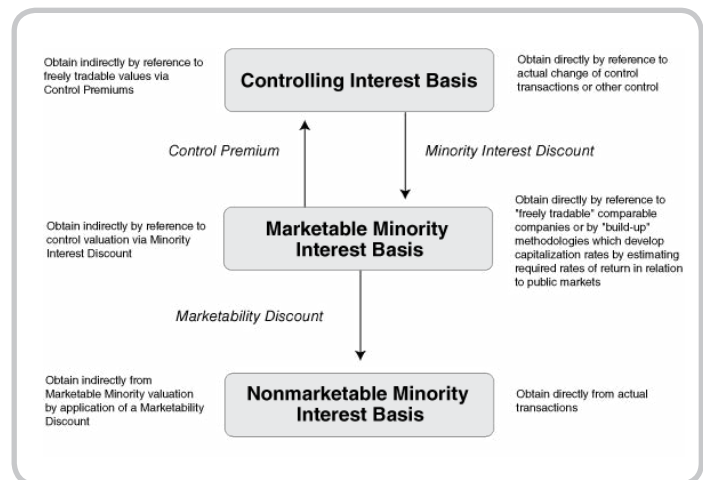 Obtain indirectly by reference to
freely tradable values via
Control Premiums
Controlling Interest Basis
Obtain directly by reference to
actual change of control
transactions or other control
Control Premium
Minority Interest Discount
Obtain indirectly by reference to
control valuation via Minority
Interest Discount
Marketable Minority
Interest Basis
Obtain directly by reference to
"freely tradable" comparable
companies or by "build-up"
methodologies which develop
capitalization rates by estimating
required rates of return in relation
to public markets
Marketability Discount
Obtain indirectly from
Marketable Minority valuation
by application of a Marketability
Discount
Nonmarketable Minority
Interest Basis
Obtain directly from actual
transactions